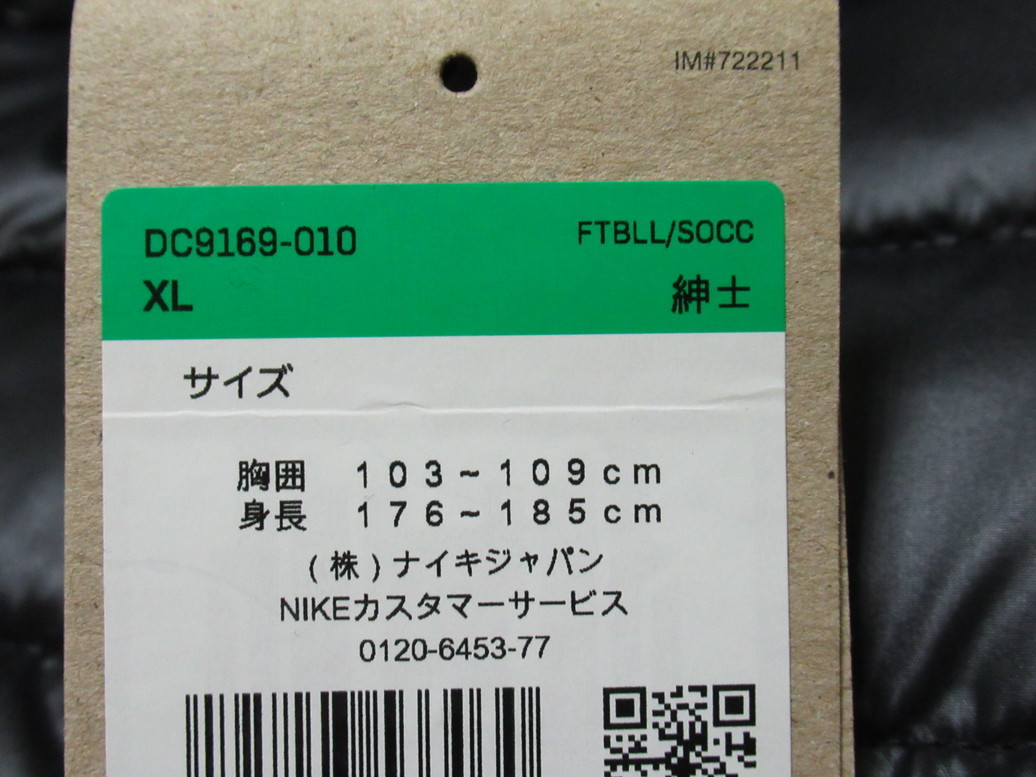 IM#722211
DC9169-010 FTBLL/SOCC
XL 紳士
サイズ
胸囲 103~109cm
身長 176~185cm
(株)ナイキジャパン
NIKEカスタマーサービス
0120-6453-77